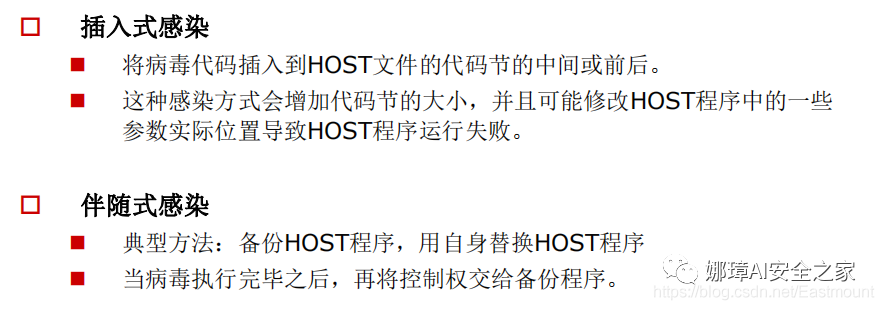 插入式感染
将病毒代码插入到HOST文件的代码节的中间或前后。
这种感染方式会增加代码节的大小，并且可能修改HOST程序中的一些
参数实际位置导致HOST程序运行失败。
伴随式感染
典型方法：备份HOST程序，用自身替换HOST程序
当病毒执行完毕之后，再将控制权交给备份程序。
娜璋AI安全之家
https://blog.csdn.net/Eastmount